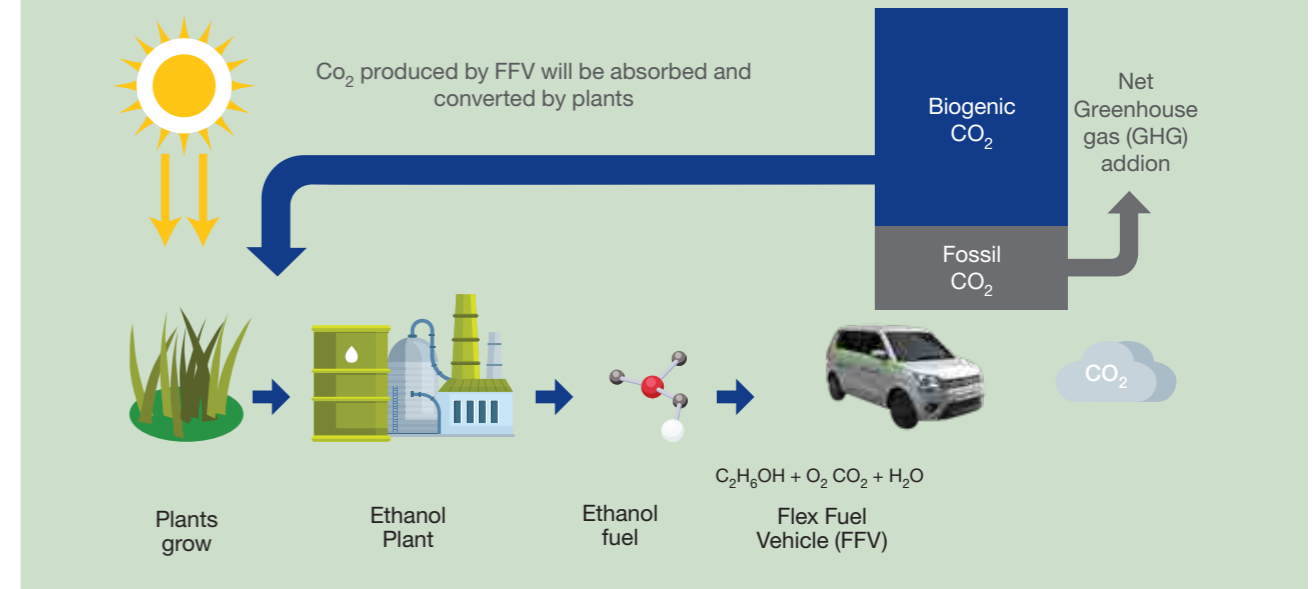 Co₂ produced by FFV will be absorbed and
converted by plants
Biogenic
CO₂
Net
Greenhouse
gas (GHG)
addion
Fossil
CO₂
CO₂
C₂H₆OH + O₂ CO₂ + H₂O
Plants
grow
Ethanol
Plant
Ethanol
fuel
Flex Fuel
Vehicle (FFV)